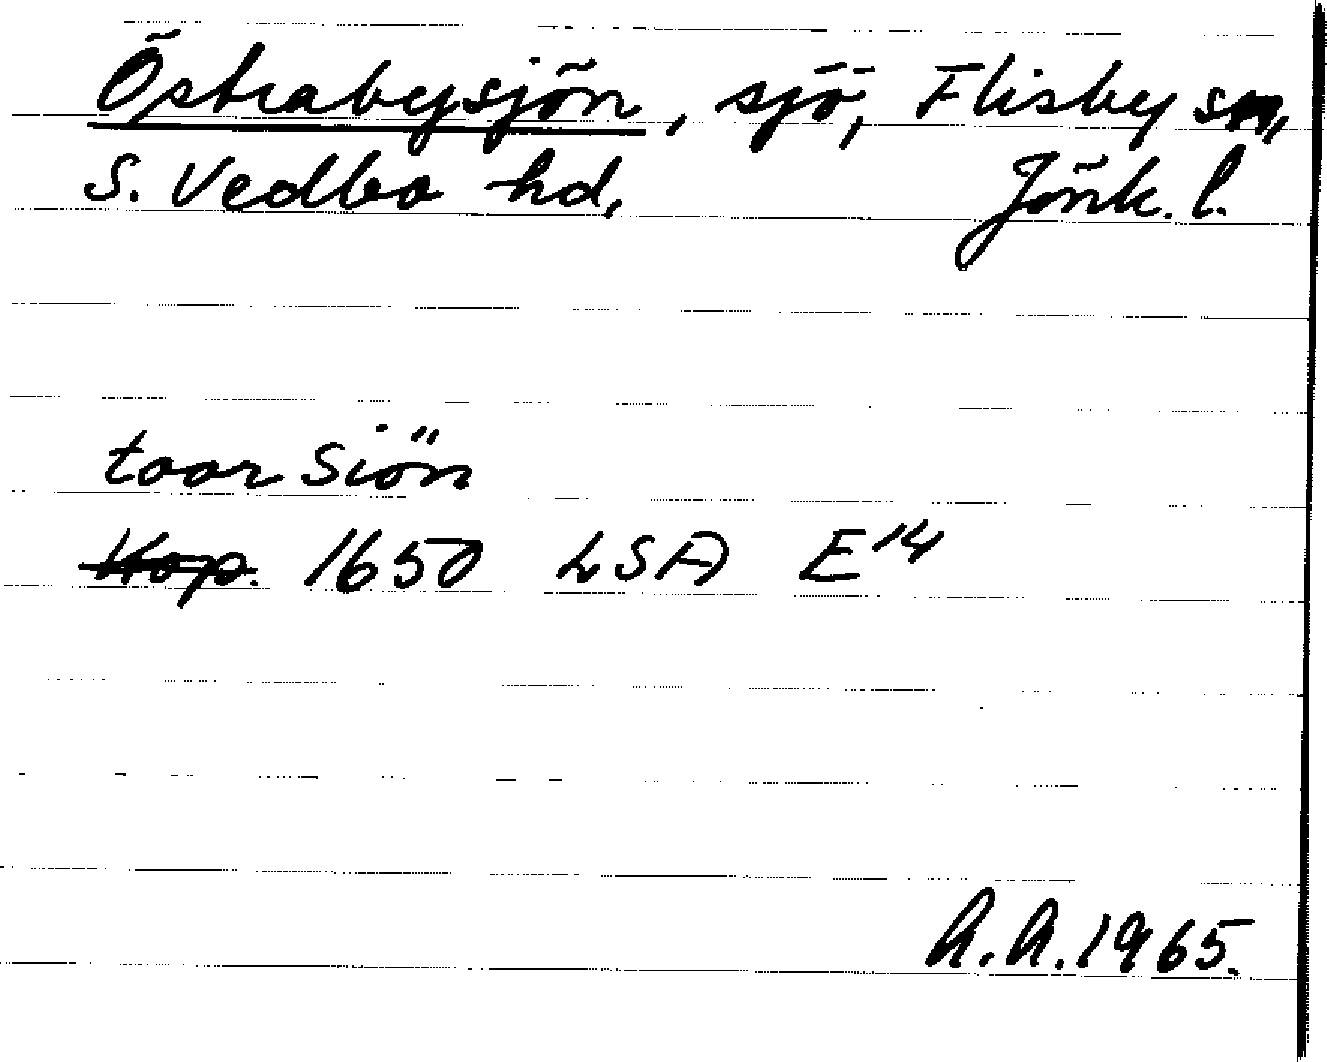 Östrabysjön, sjö, Flisby sn,
S. Vedbo hd, Jönk. l.
toor Siön
Kop. 1650 LSA E14
A.A. 1965.